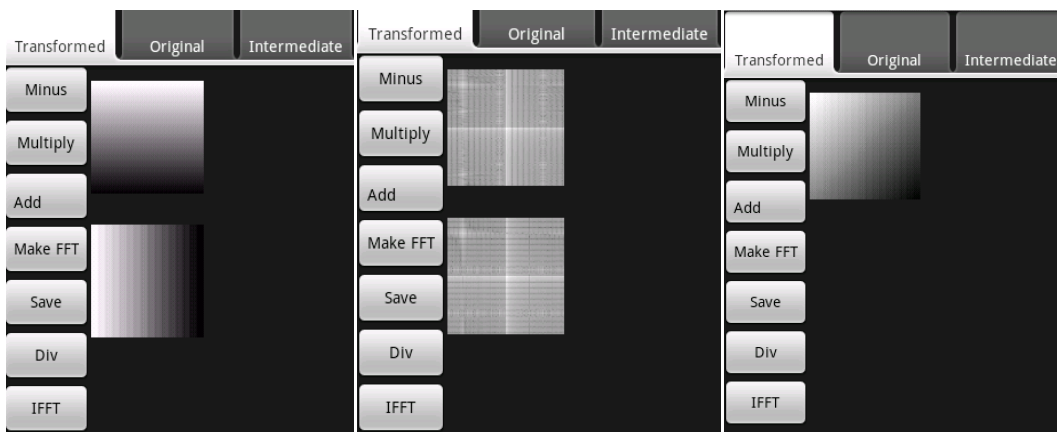 Transformed Original Intermediate
Minus
Multiply
Add
Make FFT
Save
Div
IFFT
Transformed Original Intermediate
Minus
Multiply
Add
Make FFT
Save
Div
IFFT
Transformed Original Intermediate
Minus
Multiply
Add
Make FFT
Save
Div
IFFT